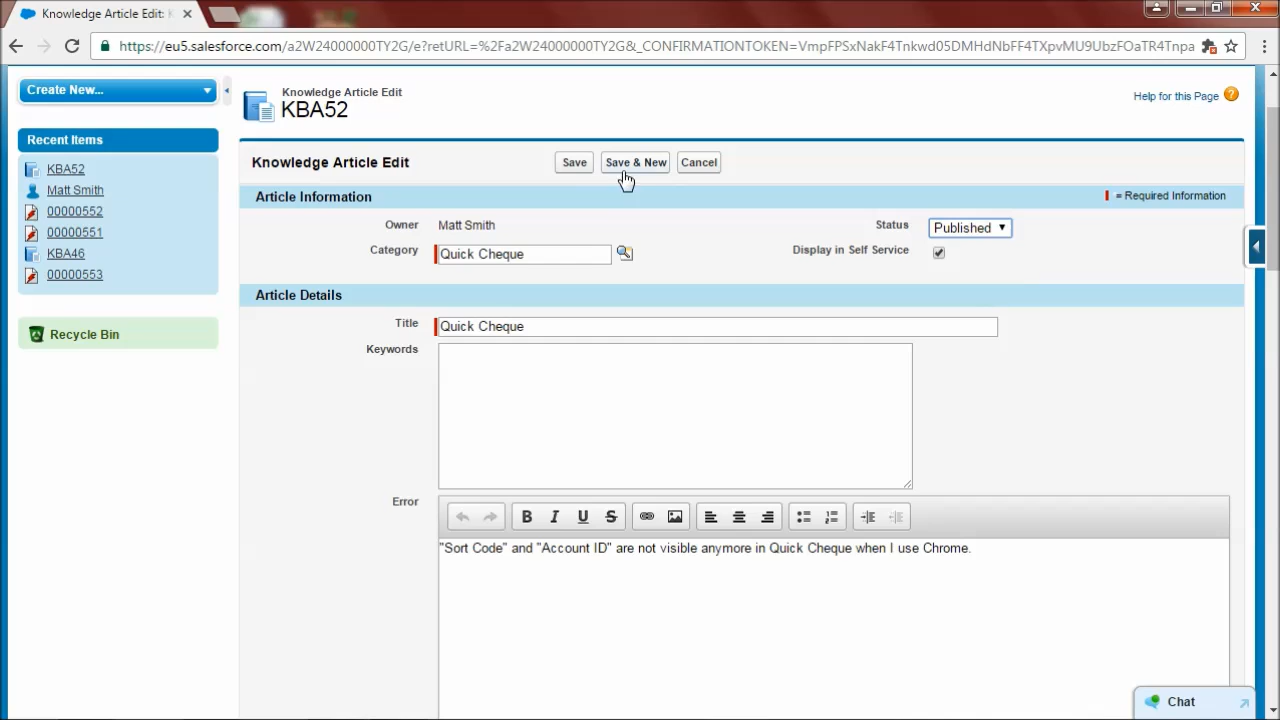 Knowledge Article Edit: K
https://eu5.salesforce.com/a2W24000000TY2G/e?retURL=%2Fa2W24000000TY2G&_CONFIRMATIONTOKEN=VmpFPSxNakF4Tnkwd05DMHdNbFF4TXpvMU9UbzFOaTR4Tnpa
Create New...
Knowledge Article Edit
KBA52
Help for this Page
Recent Items
KBA52
Matt Smith
00000552
00000551
KBA46
00000553
Recycle Bin
Knowledge Article Edit
Save
Save & New
Cancel
Article Information
= Required Information
Owner
Matt Smith
Status
Published
Category
Quick Cheque
Display in Self Service
Article Details
Title
Quick Cheque
Keywords
Error
B I U S
"Sort Code" and "Account ID" are not visible anymore in Quick Cheque when I use Chrome.
Chat